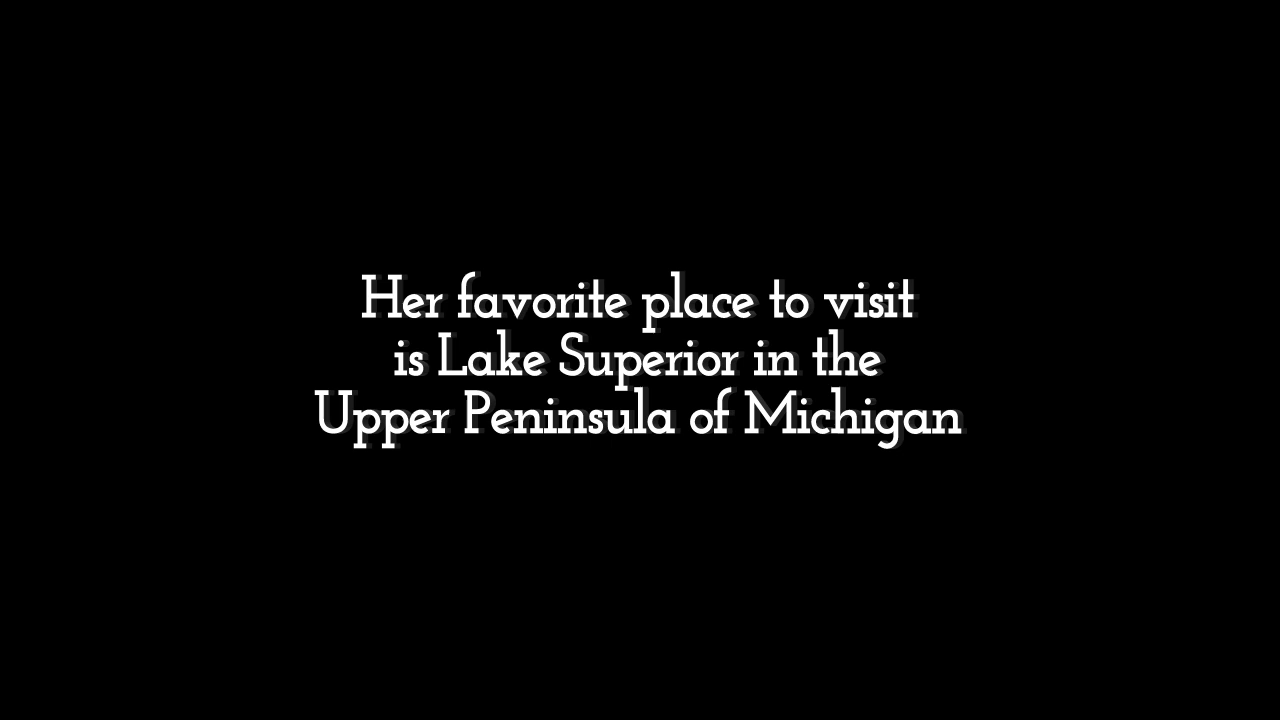 Her favorite place to visit
is Lake Superior in the
Upper Peninsula of Michigan